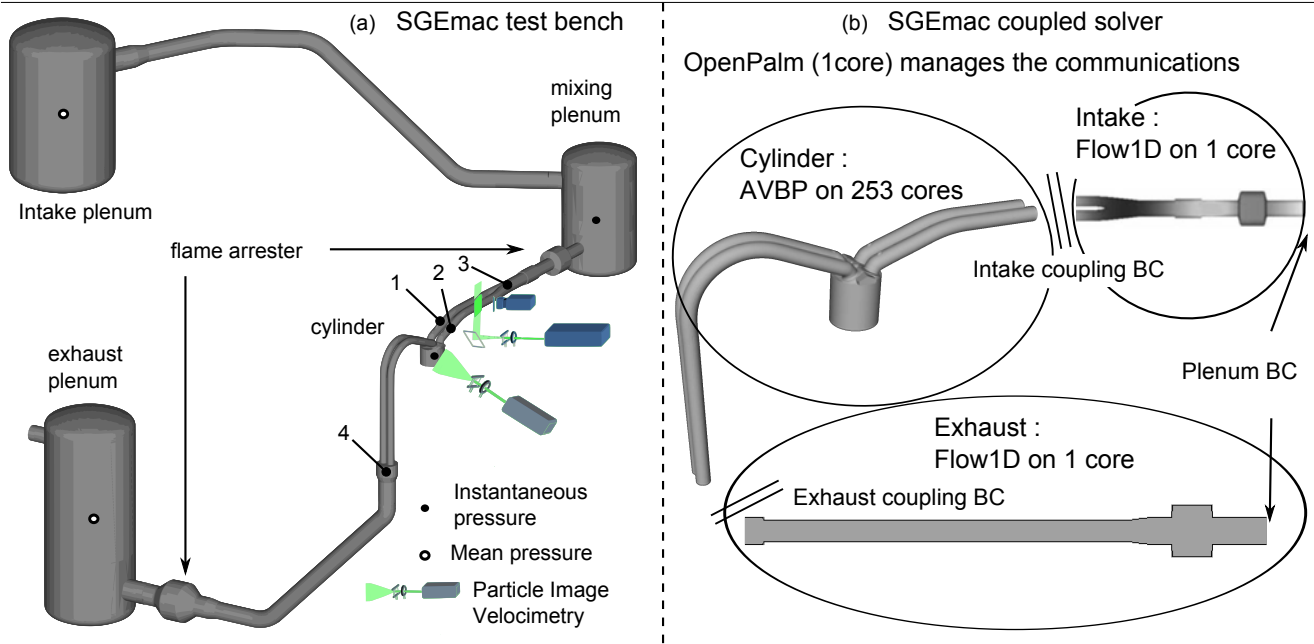 (a) SGEmac test bench
mixing
plenum
Intake plenum
flame arrester
1
2
3
cylinder
exhaust
plenum
4
Instantaneous
pressure
Mean pressure
Particle Image
Velocimetry
(b) SGEmac coupled solver
OpenPalm (1core) manages the communications
Intake :
Flow1D on 1 core
Cylinder :
AVBP on 253 cores
Intake coupling BC
Plenum BC
Exhaust :
Flow1D on 1 core
Exhaust coupling BC